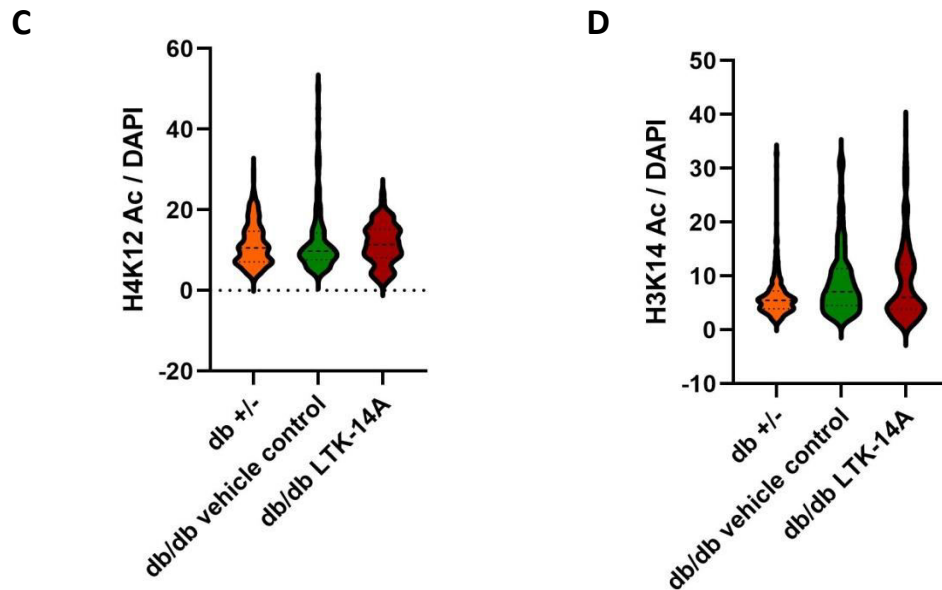 C
H4K12 Ac / DAPI
60
40
20
0
-20
db +/-
db/db vehicle control
db/db LTK-14A
D
H3K14 Ac / DAPI
50
40
30
20
10
0
-10
db +/-
db/db vehicle control
db/db LTK-14A